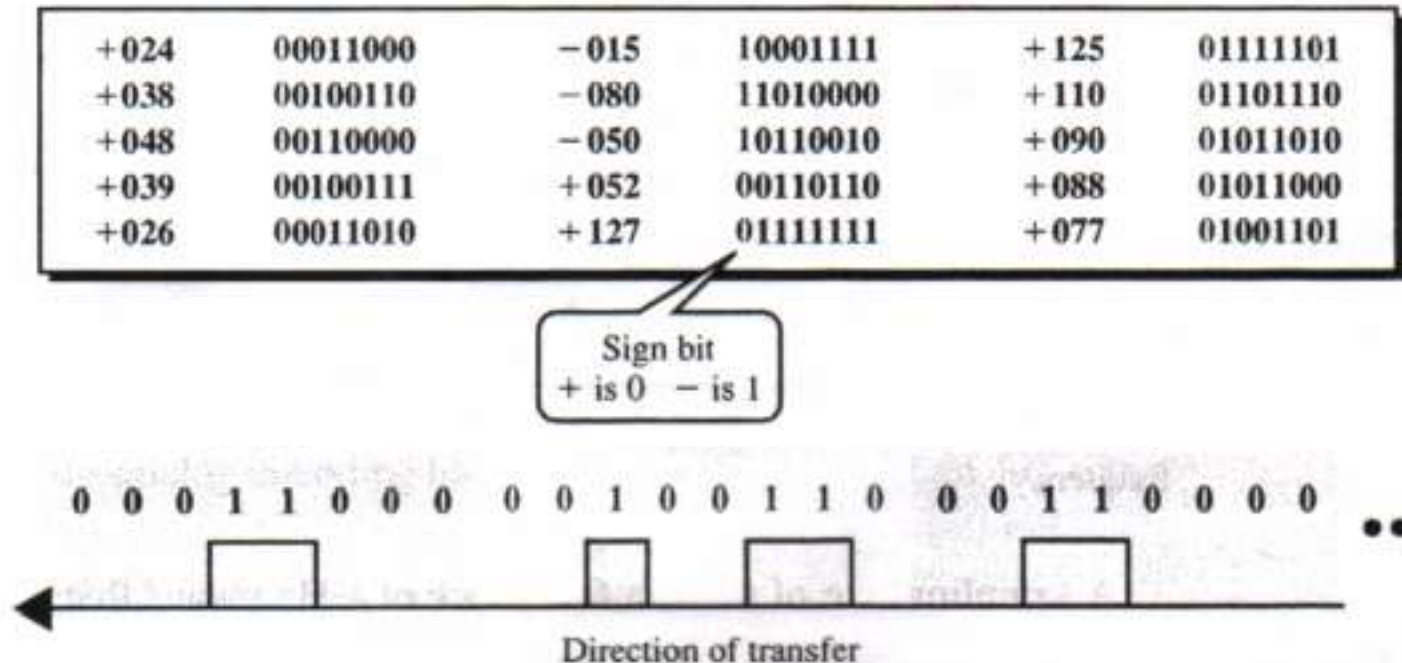 +024 00011000 −015 10001111 +125 01111101
+038 00100110 −080 11010000 +110 01101110
+048 00110000 −050 10110010 +090 01011010
+039 00100111 +052 00110110 +088 01011000
+026 00011010 +127 01111111 +077 01001101
Sign bit
+ is 0 − is 1
0 0 0 1 1 0 0 0 0 0 1 0 0 1 1 0 0 0 1 1 0 0 0 0 ••
Direction of transfer